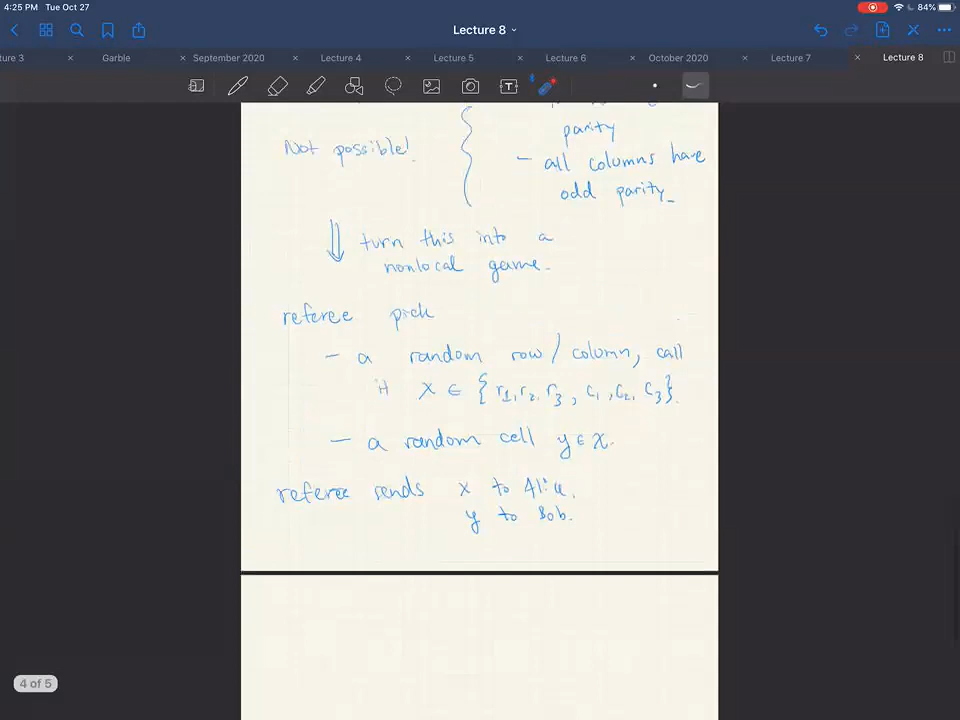 4:25 PM Tue Oct 27
84%
Lecture 8
ure 3
Garble
September 2020
Lecture 4
Lecture 5
Lecture 6
October 2020
Lecture 7
Lecture 8
parity
Not possible!
- all columns have
odd parity
turn this into a
nonlocal game.
referee pick
- a random row/column, call
it x ∈ {r1, r2, r3, c1, c2, c3}.
- a random cell y ∈ x.
referee sends x to Alice.
y to Bob.
4 of 5